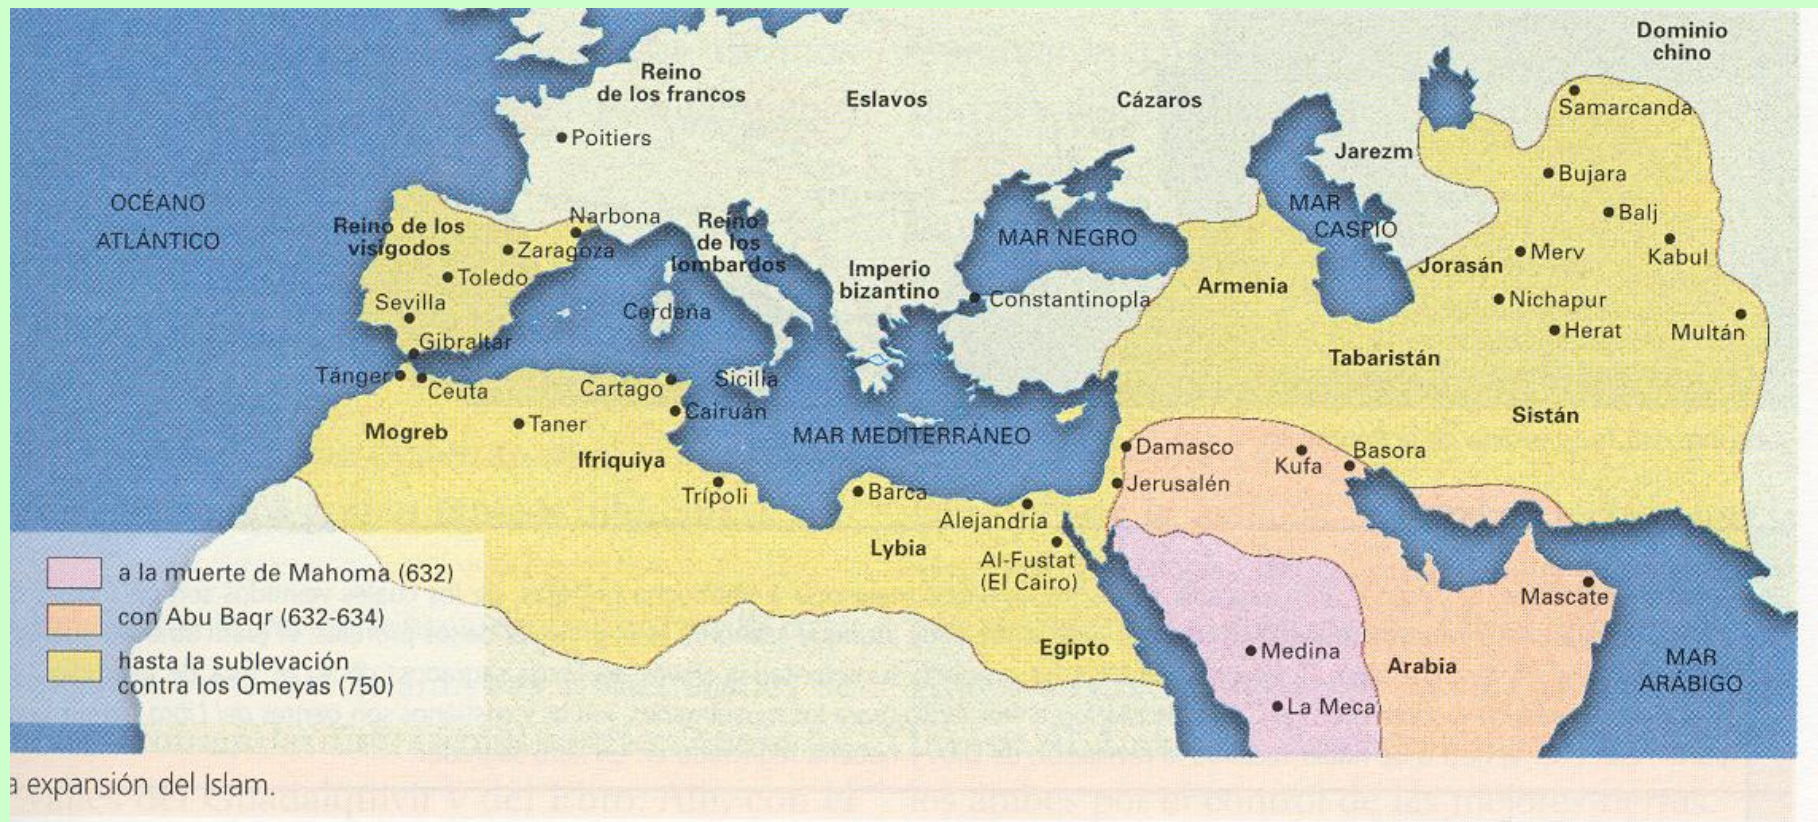 Dominio
chino
Reino
de los francos
Eslavos
Cázaros
Samarcanda
Poitiers
Jarezm
Bujara
OCÉANO
ATLÁNTICO
Narbona
Reino de los
visigodos
Zaragoza
Reino
de los
lombardos
MAR NEGRO
MAR
CASPIO
Balj
Kabul
Merv
Jorasán
Toledo
Imperio
bizantino
Constantinopla
Armenia
Nichapur
Sevilla
Cerdeña
Herat
Multán
Gibraltar
Tabaristán
Tánger
Ceuta
Cartago
Sicilia
Cairuán
Sistán
Mogreb
Taner
MAR MEDITERRÁNEO
Ifriquiya
Damasco
Kufa
Basora
Trípoli
Barca
Jerusalén
Alejandría
Lybia
Al-Fustat
(El Cairo)
Mascate
Egipto
Medina
Arabia
MAR
ARÁBIGO
La Meca
a la muerte de Mahoma (632)
con Abu Baqr (632-634)
hasta la sublevación
contra los Omeyas (750)
a expansión del Islam.